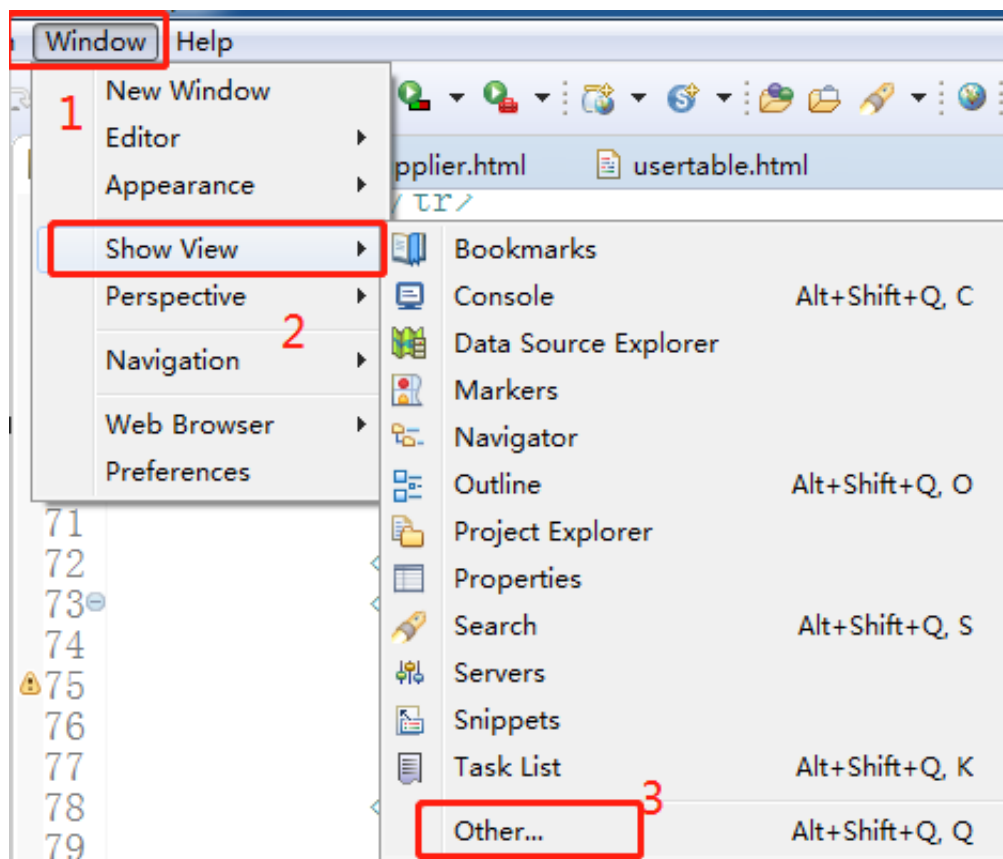 Window Help
1
New Window
Editor
Appearance
pplier.html usertable.html
/tr>
Show View
Bookmarks
Perspective
2
Console Alt+Shift+Q, C
Data Source Explorer
Navigation
Markers
Web Browser
Navigator
Preferences
Outline Alt+Shift+Q, O
71
Project Explorer
72
Properties
73
Search Alt+Shift+Q, S
74
Servers
75
Snippets
76
Task List Alt+Shift+Q, K
77
3
78
Other... Alt+Shift+Q, Q
79